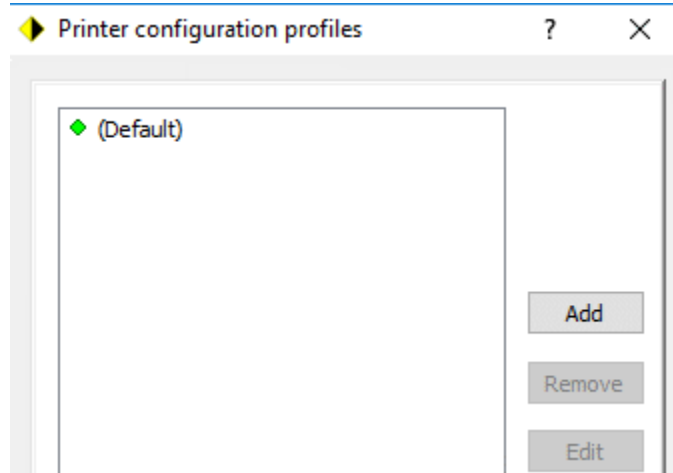 Printer configuration profiles ?
(Default)
Add
Remove
Edit